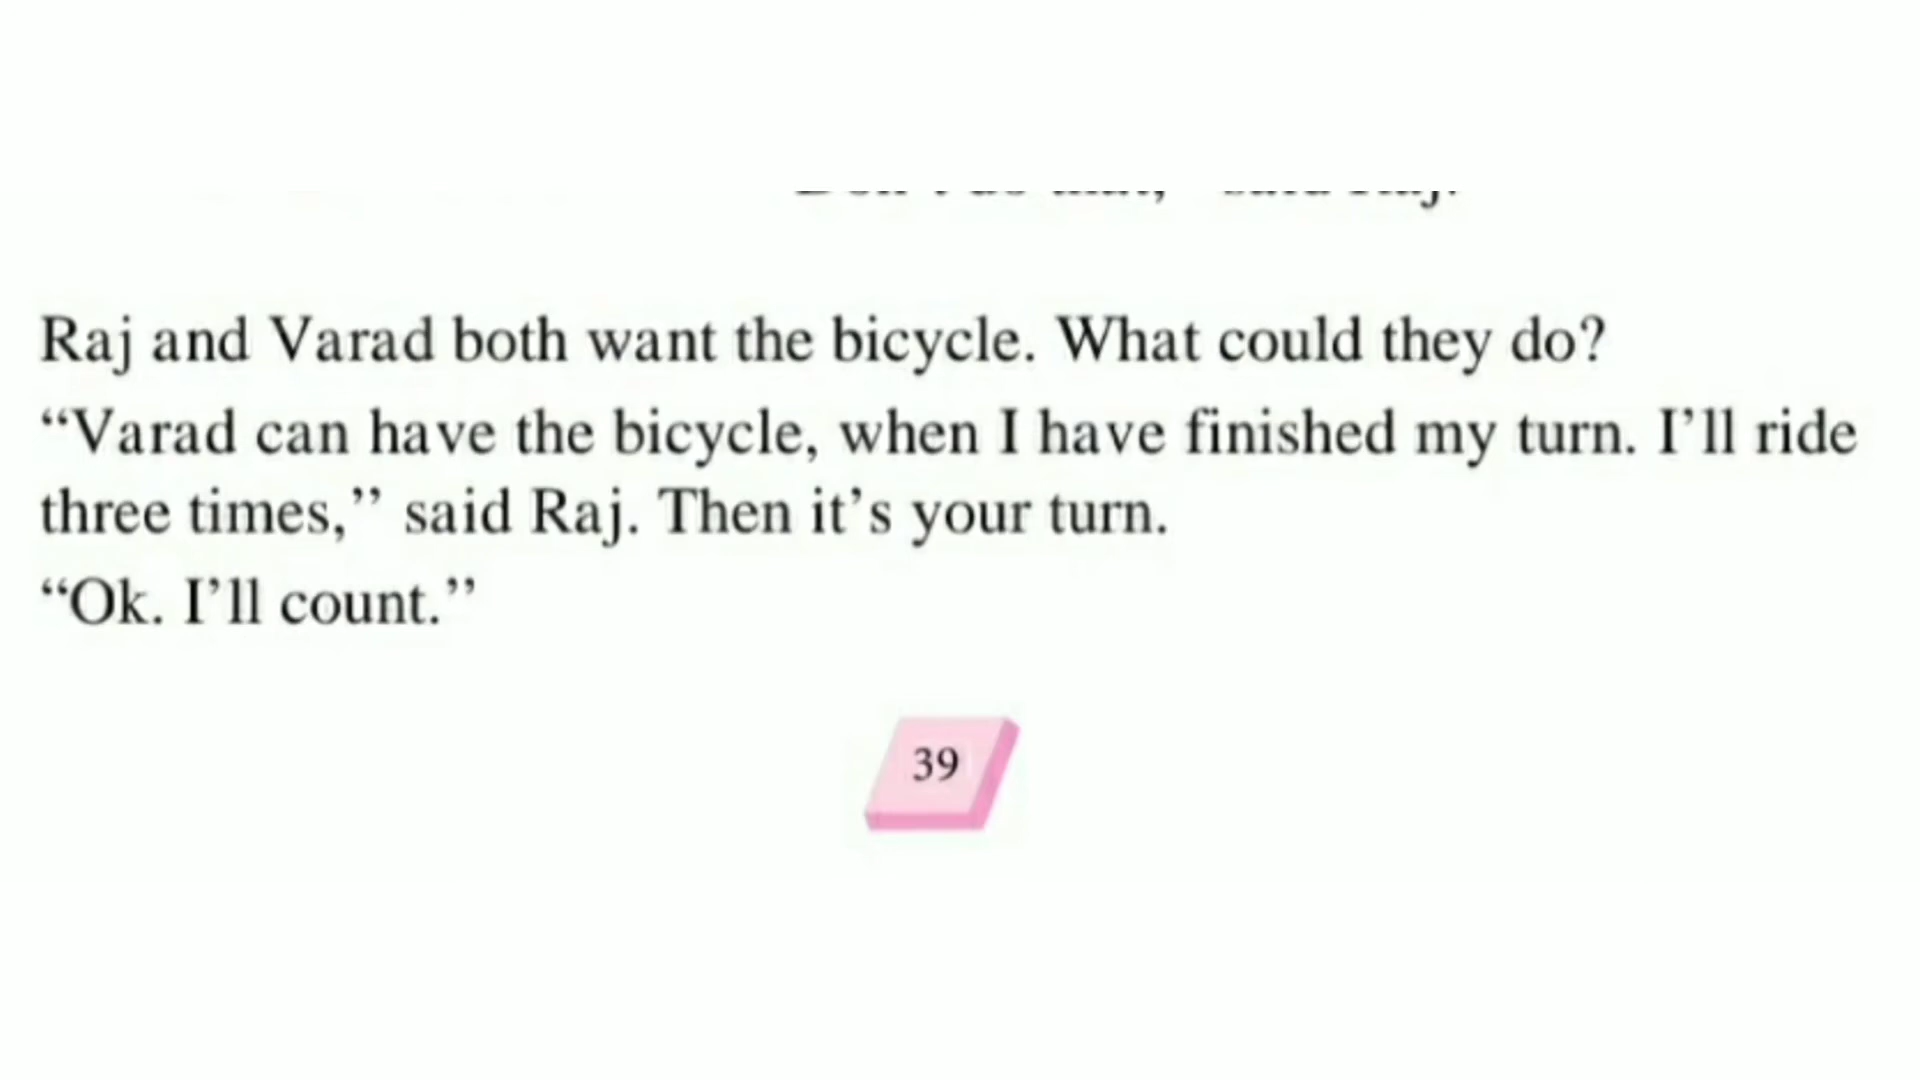 Raj and Varad both want the bicycle. What could they do?
“Varad can have the bicycle, when I have finished my turn. I’ll ride
three times,” said Raj. Then it’s your turn.
“Ok. I’ll count.”
39